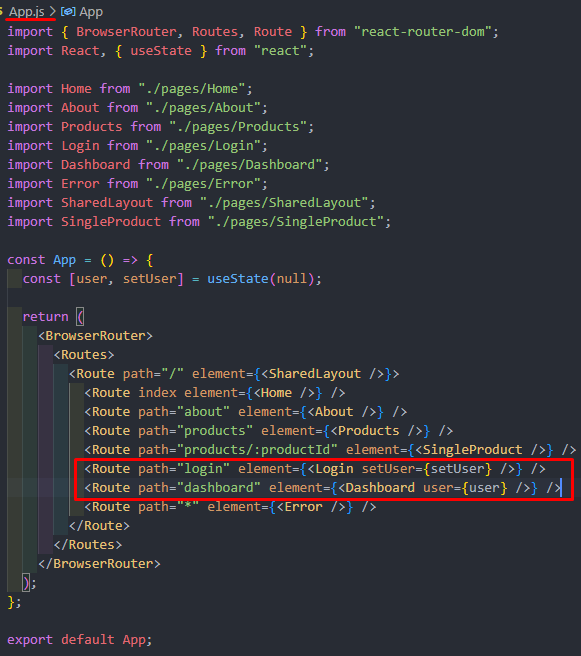 App.js > App
import { BrowserRouter, Routes, Route } from "react-router-dom";
import React, { useState } from "react";

import Home from "./pages/Home";
import About from "./pages/About";
import Products from "./pages/Products";
import Login from "./pages/Login";
import Dashboard from "./pages/Dashboard";
import Error from "./pages/Error";
import SharedLayout from "./pages/SharedLayout";
import SingleProduct from "./pages/SingleProduct";

const App = () => {
  const [user, setUser] = useState(null);

  return (
    <BrowserRouter>
      <Routes>
        <Route path="/" element={<SharedLayout />}>
          <Route index element={<Home />} />
          <Route path="about" element={<About />} />
          <Route path="products" element={<Products />} />
          <Route path="products/:productId" element={<SingleProduct />} />
          <Route path="login" element={<Login setUser={setUser} />} />
          <Route path="dashboard" element={<Dashboard user={user} />} />
          <Route path="*" element={<Error />} />
        </Route>
      </Routes>
    </BrowserRouter>
  );
};

export default App;